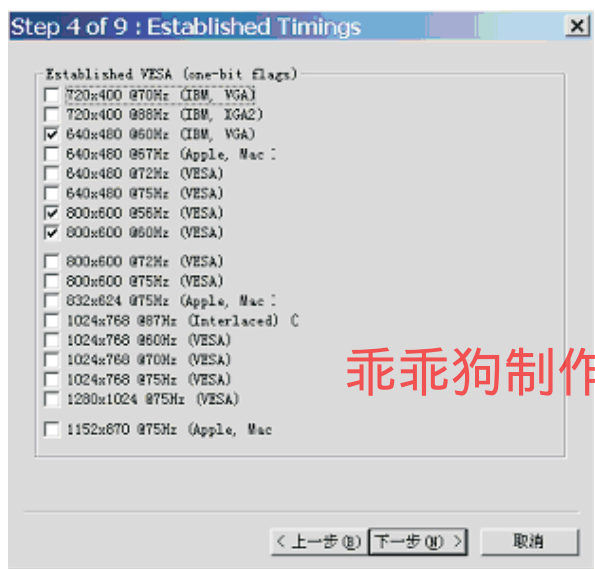 Step 4 of 9 : Established Timings
Established VESA (one-bit flags)
720x400 @70Hz (IBM, VGA)
720x400 @88Hz (IBM, XGA2)
640x480 @60Hz (IBM, VGA)
640x480 @67Hz (Apple, Mac
640x480 @72Hz (VESA)
640x480 @75Hz (VESA)
800x600 @56Hz (VESA)
800x600 @60Hz (VESA)
800x600 @72Hz (VESA)
800x600 @75Hz (VESA)
832x624 @75Hz (Apple, Mac
1024x768 @87Hz (Interlaced) (
1024x768 @60Hz (VESA)
1024x768 @70Hz (VESA)
1024x768 @75Hz (VESA)
1280x1024 @75Hz (VESA)
1152x870 @75Hz (Apple, Mac
乖乖狗制作
< 上一步(B) 下一步(N) > 取消